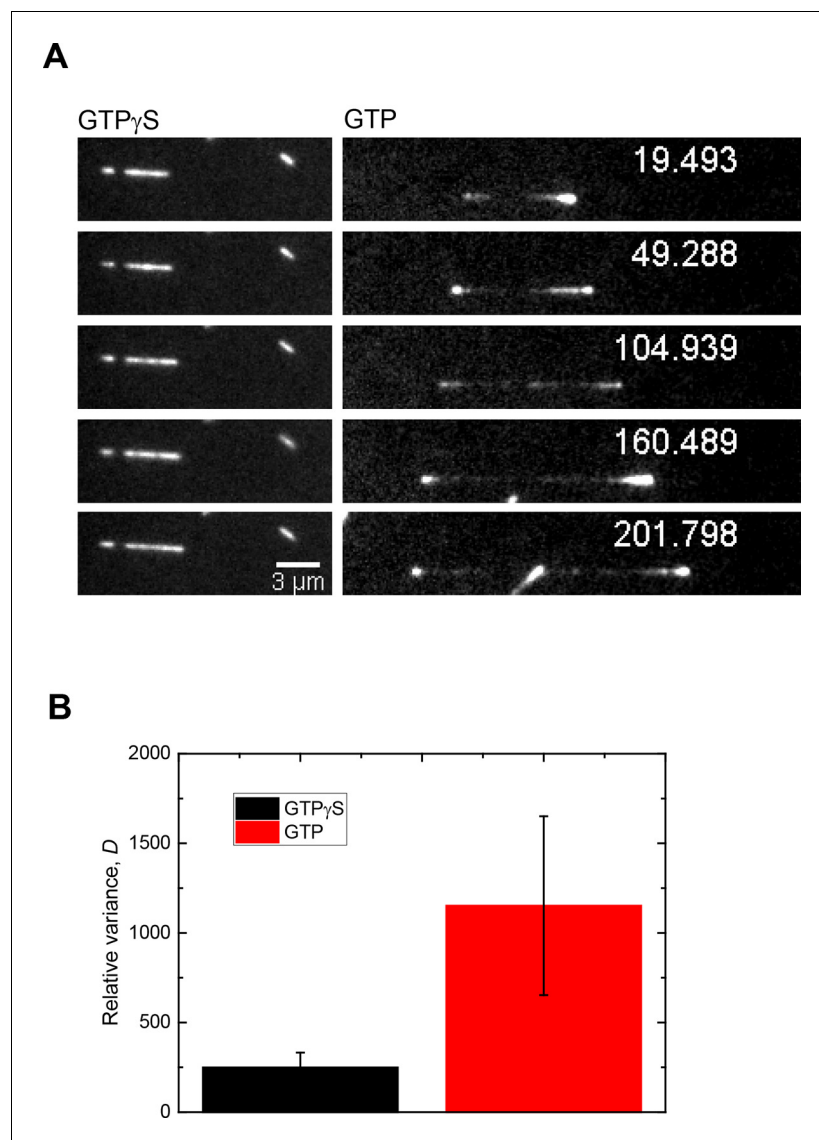 A
GTPγS GTP
19.493
49.288
104.939
160.489
201.798
3 μm
B
2000
1500
1000
500
0
Relative variance, D
GTPγS
GTP